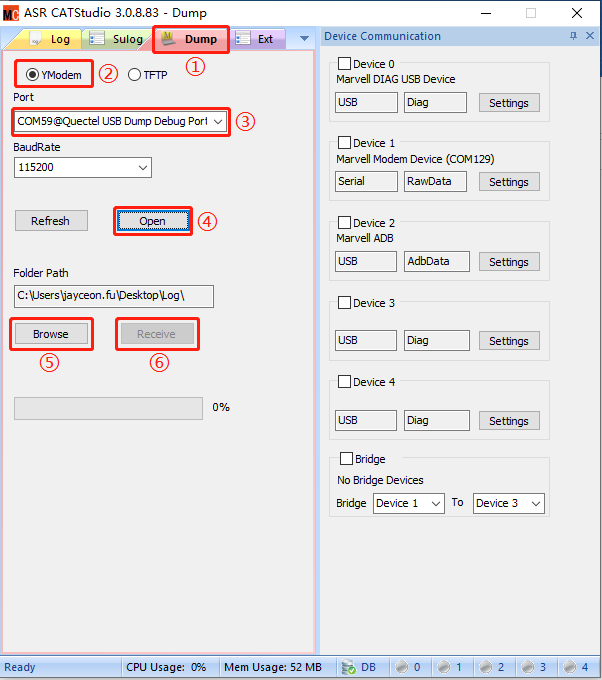 ASR CATStudio 3.0.8.83 - Dump
Log Sulog Dump Ext
①
YModem ② TFTP
Port
COM59@Quectel USB Dump Debug Port ③
BaudRate
115200
Refresh Open ④
Folder Path
C:\Users\jayceon.fu\Desktop\Log\
Browse Receive
⑤ ⑥
0%
Device Communication
Device 0
Marvell DIAG USB Device
USB Diag Settings
Device 1
Marvell Modem Device (COM129)
Serial RawData Settings
Device 2
Marvell ADB
USB AdbData Settings
Device 3
USB Diag Settings
Device 4
USB Diag Settings
Bridge
No Bridge Devices
Bridge Device 1 To Device 3
Ready CPU Usage: 0% Mem Usage: 52 MB DB 0 1 2 3 4